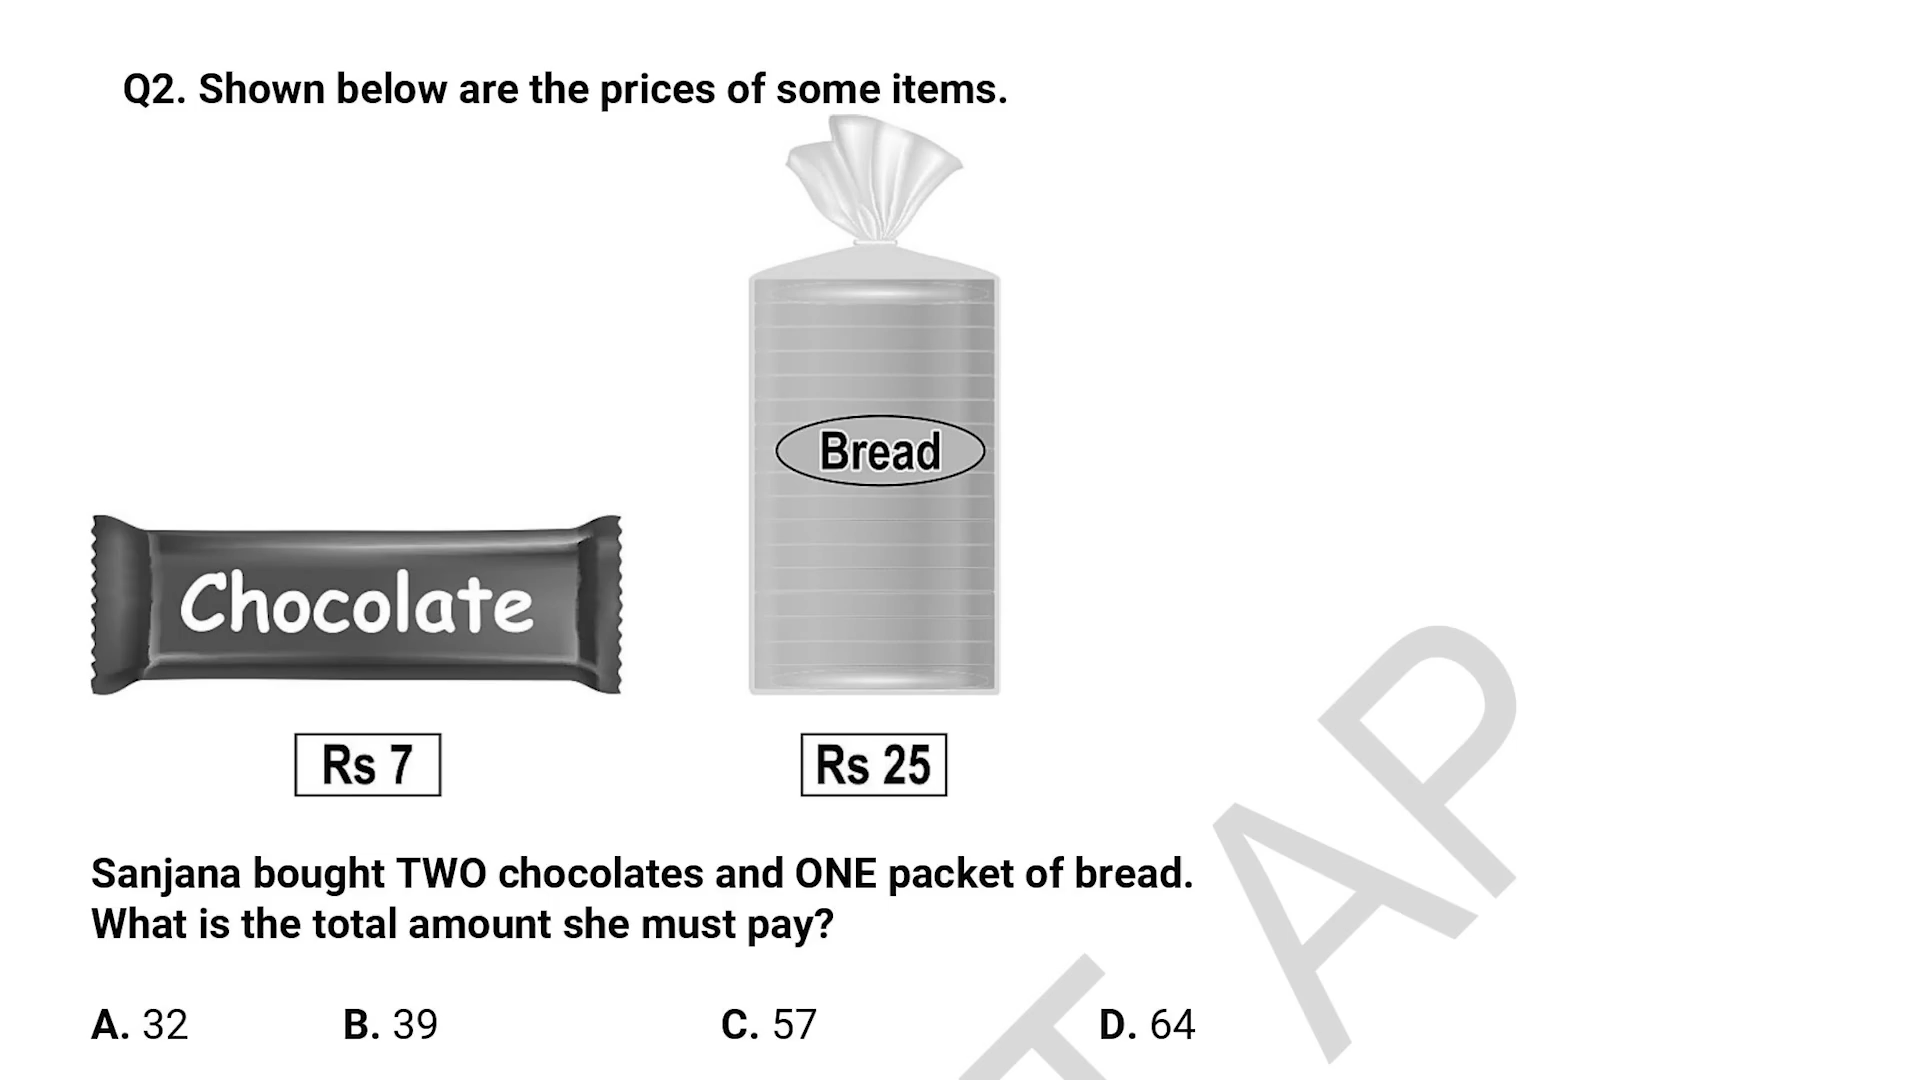 Q2. Shown below are the prices of some items.
Bread
Chocolate
Rs 7
Rs 25
Sanjana bought TWO chocolates and ONE packet of bread.
What is the total amount she must pay?
A. 32 B. 39 C. 57 D. 64
T AP